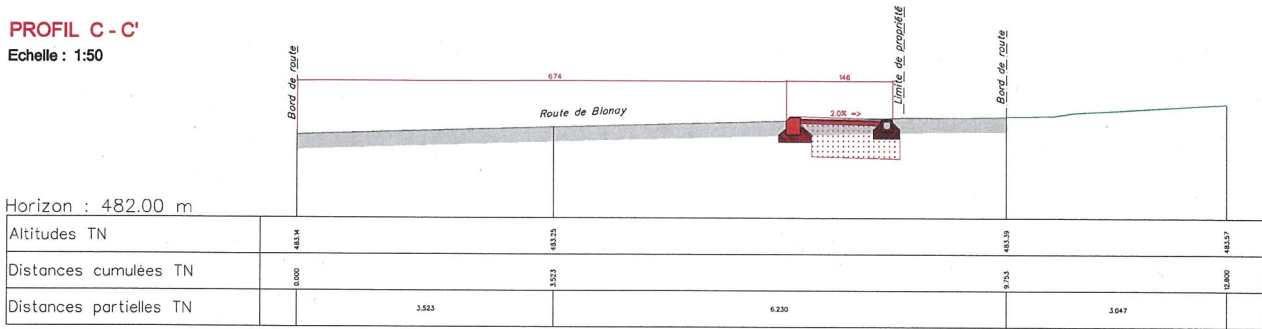 PROFIL C - C'
Echelle : 1:50
Bord de route
674
146
Limite de propriété
Bord de route
Route de Blonay
2.0% =>
Horizon : 482.00 m
Altitudes TN
483.14
483.25
483.39
483.57
Distances cumulées TN
0.000
3.523
9.753
12.800
Distances partielles TN
3.523
6.230
3.047